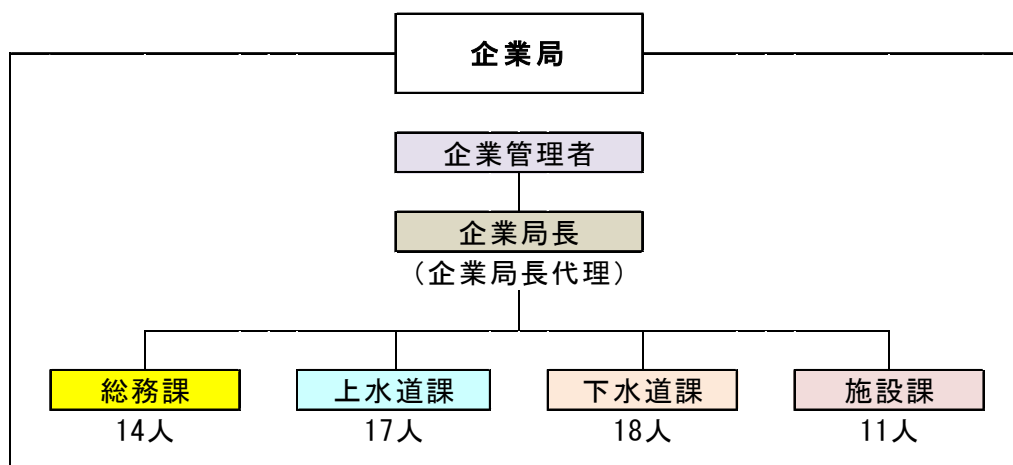 企業局
企業管理者
企業局長
（企業局長代理）
総務課 上水道課 下水道課 施設課
14人 17人 18人 11人